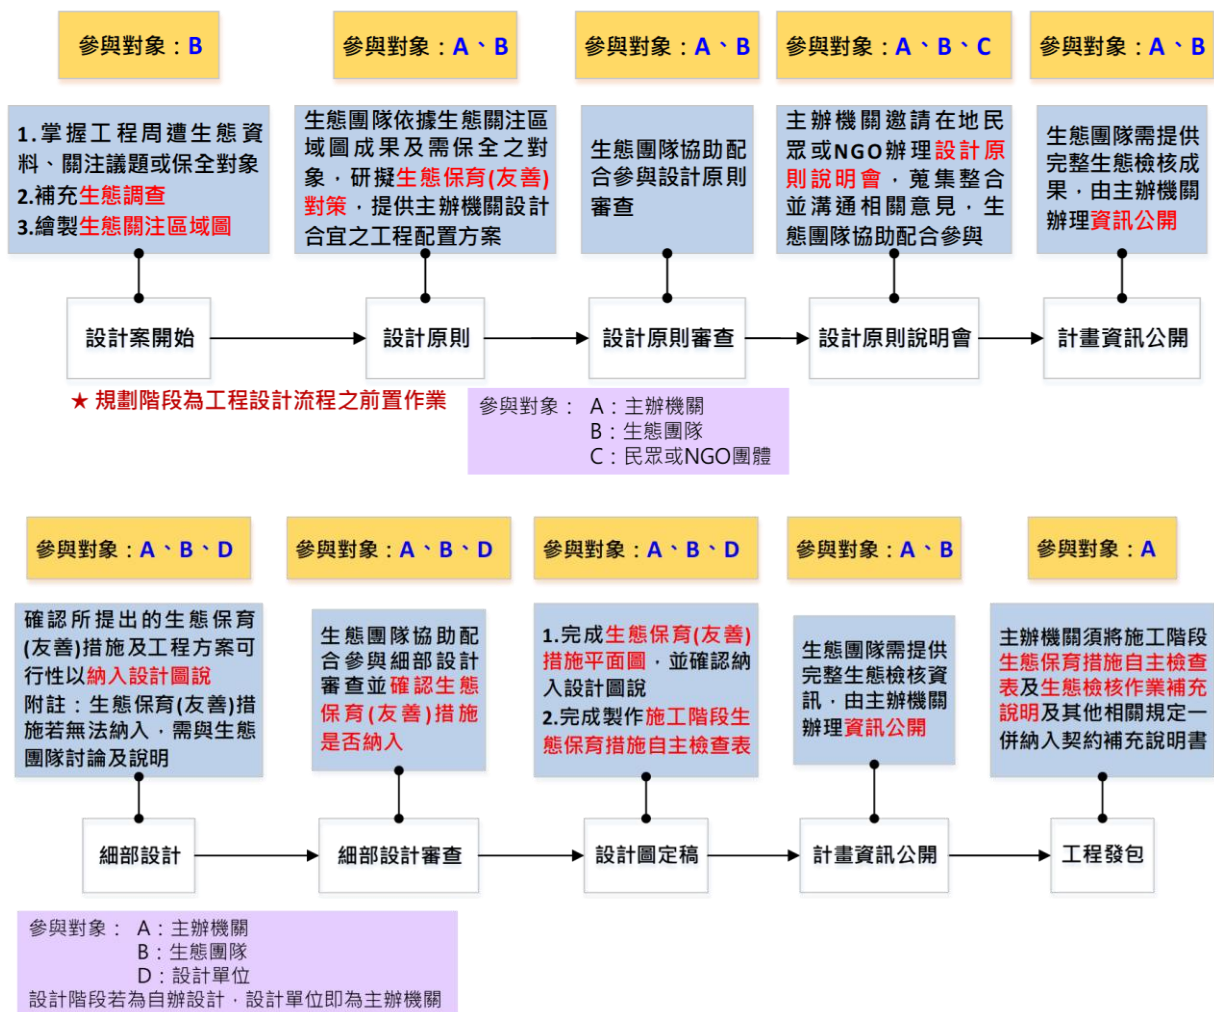 參與對象：B
參與對象：A、B
參與對象：A、B
參與對象：A、B、C
參與對象：A、B
1.掌握工程周遭生態資
料、關注議題或保全對象
2.補充生態調查
3.繪製生態關注區域圖
生態團隊依據生態關注區
域圖成果及需保全之對
象，研擬生態保育(友善)
對策，提供主辦機關設計
合宜之工程配置方案
生態團隊協助配
合參與設計原則
審查
主辦機關邀請在地民
眾或NGO辦理設計原
則說明會，蒐集整合
並溝通相關意見，生
態團隊協助配合參與
生態團隊需提供
完整生態檢核成
果，由主辦機關
辦理資訊公開
設計案開始
設計原則
設計原則審查
設計原則說明會
計畫資訊公開
★ 規劃階段為工程設計流程之前置作業
參與對象： A：主辦機關
B：生態團隊
C：民眾或NGO團體
參與對象：A、B、D
參與對象：A、B、D
參與對象：A、B、D
參與對象：A、B
參與對象：A
確認所提出的生態保育
(友善)措施及工程方案可
行性以納入設計圖說
附註：生態保育(友善)措
施若無法納入，需與生態
團隊討論及說明
生態團隊協助配
合參與細部設計
審查並確認生態
保育(友善)措施
是否納入
1.完成生態保育(友善)
措施平面圖，並確認納
入設計圖說
2.完成製作施工階段生
態保育措施自主檢查表
生態團隊需提供
完整生態檢核資
訊，由主辦機關
辦理資訊公開
主辦機關須將施工階段
生態保育措施自主檢查
表及生態檢核作業補充
說明及其他相關規定一
併納入契約補充說明書
細部設計
細部設計審查
設計圖定稿
計畫資訊公開
工程發包
參與對象： A：主辦機關
B：生態團隊
D：設計單位
設計階段若為自辦設計，設計單位即為主辦機關